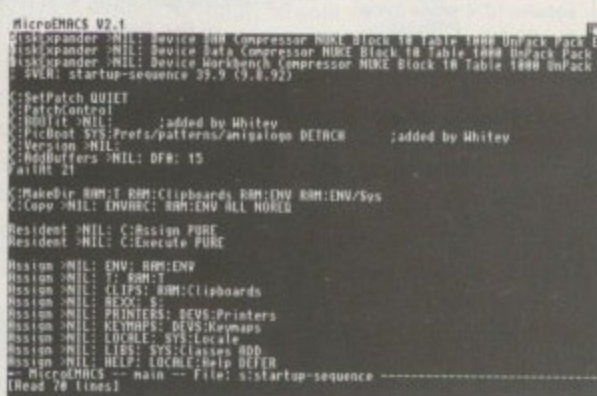 MicroEMACS V2.1
DiskExpander >NIL: Device DH0 Compressor NUKE Block 10 Table 1000 UnPack Pack
DiskExpander >NIL: Device Data Compressor NUKE Block 10 Table 1000 UnPack Pack
DiskExpander >NIL: Device Workbench Compressor NUKE Block 10 Table 1000 UnPack
; $VER: startup-sequence 39.9 (9.8.92)
C:SetPatch QUIET
C:PatchControl
C:BOOTit >NIL: ;added by Whitey
C:PicBoot SYS:Prefs/patterns/amigalogo DETACH ;added by Whitey
C:Version >NIL:
C:AddBuffers >NIL: DF0: 15
FailAt 21
C:MakeDir RAM:T RAM:Clipboards RAM:ENV RAM:ENV/Sys
C:Copy >NIL: ENVARC: RAM:ENV ALL NOREQ
Resident >NIL: C:Assign PURE
Resident >NIL: C:Execute PURE
Assign >NIL: ENV: RAM:ENV
Assign >NIL: T: RAM:T
Assign >NIL: CLIPS: RAM:Clipboards
Assign >NIL: REXX: S:
Assign >NIL: PRINTERS: DEVS:Printers
Assign >NIL: KEYMAPS: DEVS:Keymaps
Assign >NIL: LOCALE: SYS:Locale
Assign >NIL: LIBS: SYS:Classes ADD
Assign >NIL: HELP: LOCALE:Help DEFER
-- MicroEMACS -- main -- File: s:startup-sequence --------------------
[Read 70 lines]